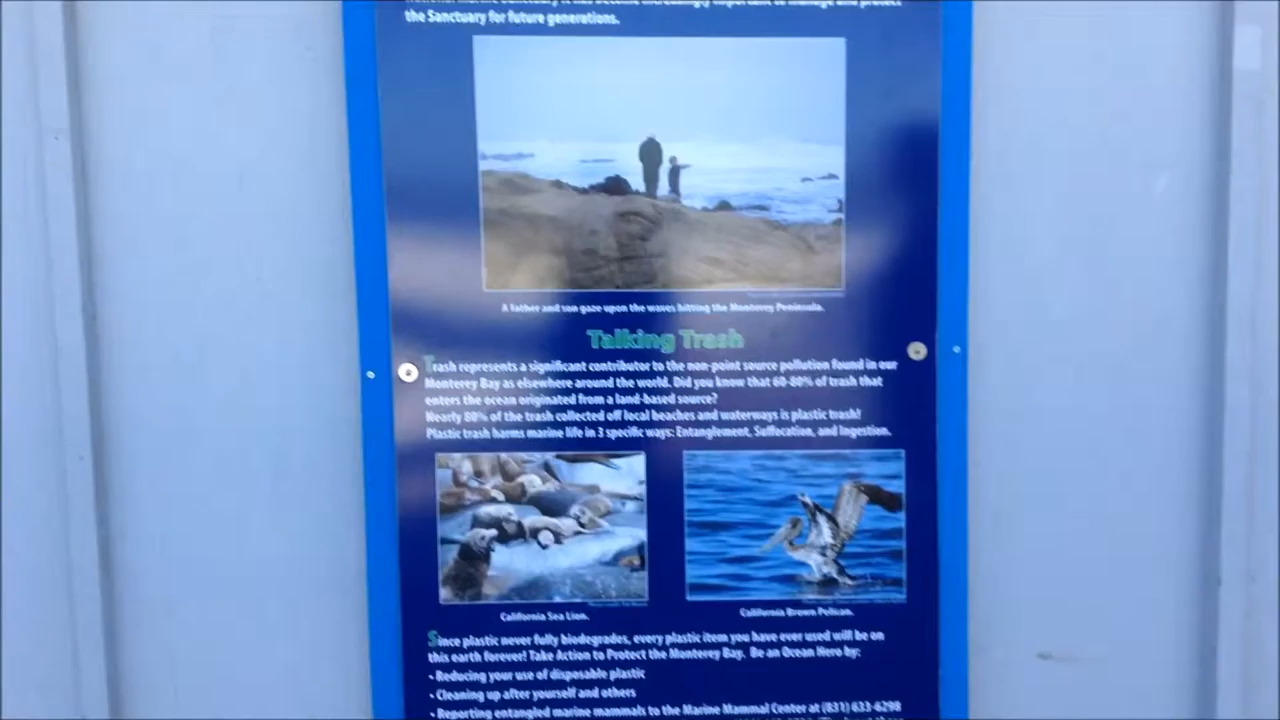 the Sanctuary for future generations.
A father and son gaze upon the waves hitting the Monterey Peninsula.
Talking Trash
Trash represents a significant contributor to the non-point source pollution found in our
Monterey Bay as elsewhere around the world. Did you know that 60-80% of trash that
enters the ocean originated from a land-based source?
Nearly 80% of the trash collected off local beaches and waterways is plastic trash!
Plastic trash harms marine life in 3 specific ways: Entanglement, Suffocation, and Ingestion.
California Sea Lion.
California Brown Pelican.
Since plastic never fully biodegrades, every plastic item you have ever used will be on
this earth forever! Take Action to Protect the Monterey Bay. Be an Ocean Hero by:
• Reducing your use of disposable plastic
• Cleaning up after yourself and others
• Reporting entangled marine mammals to the Marine Mammal Center at (831) 633-6298